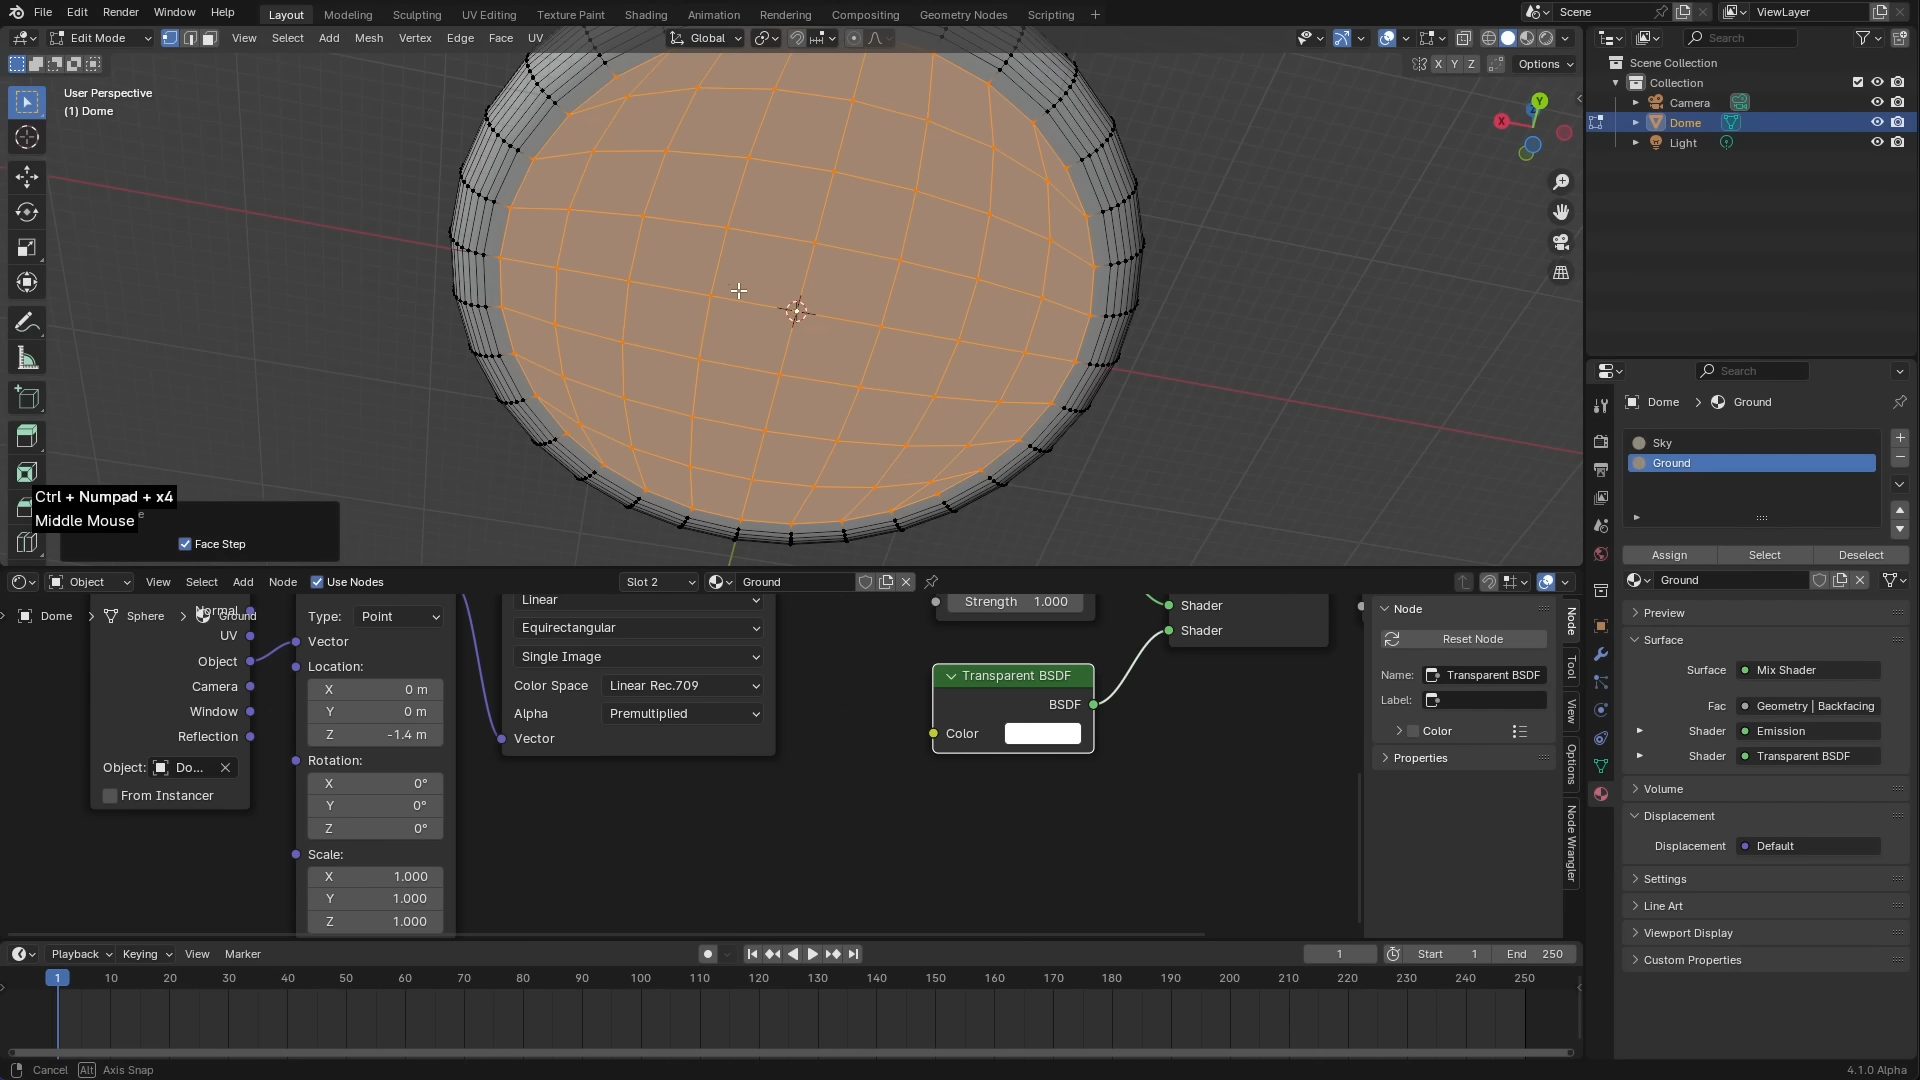 File Edit Render Window Help Layout Modeling Sculpting UV Editing Texture Paint Shading Animation Rendering Compositing Geometry Nodes Scripting + Scene ViewLayer
Edit Mode View Select Add Mesh Vertex Edge Face UV Global Search
X Y Z Options
User Perspective
(1) Dome
Scene Collection
Collection
Camera
Dome
Light
Y
X
Ctrl + Numpad + x4
Middle Mouse
Face Step
Search
Dome > Ground
Sky
Ground
Assign Select Deselect
Ground
Preview
Surface
Surface Mix Shader
Fac Geometry | Backfacing
Shader Emission
Shader Transparent BSDF
Volume
Displacement
Displacement Default
Settings
Line Art
Viewport Display
Custom Properties
Object View Select Add Node Use Nodes Slot 2 Ground
Dome > Sphere > Ground
Normal
UV
Object
Camera
Window
Reflection
Object: Do...
From Instancer
Type: Point
Vector
Location:
X 0 m
Y 0 m
Z -1.4 m
Rotation:
X 0°
Y 0°
Z 0°
Scale:
X 1.000
Y 1.000
Z 1.000
Linear
Equirectangular
Single Image
Color Space Linear Rec.709
Alpha Premultiplied
Vector
Strength 1.000
Transparent BSDF
BSDF
Color
Shader
Shader
Node
Reset Node
Name: Transparent BSDF
Label:
Color
Properties
Node
Tool
View
Options
Node Wrangler
Playback Keying View Marker 1 Start 1 End 250
1 10 20 30 40 50 60 70 80 90 100 110 120 130 140 150 160 170 180 190 200 210 220 230 240 250
Cancel Alt Axis Snap 4.1.0 Alpha